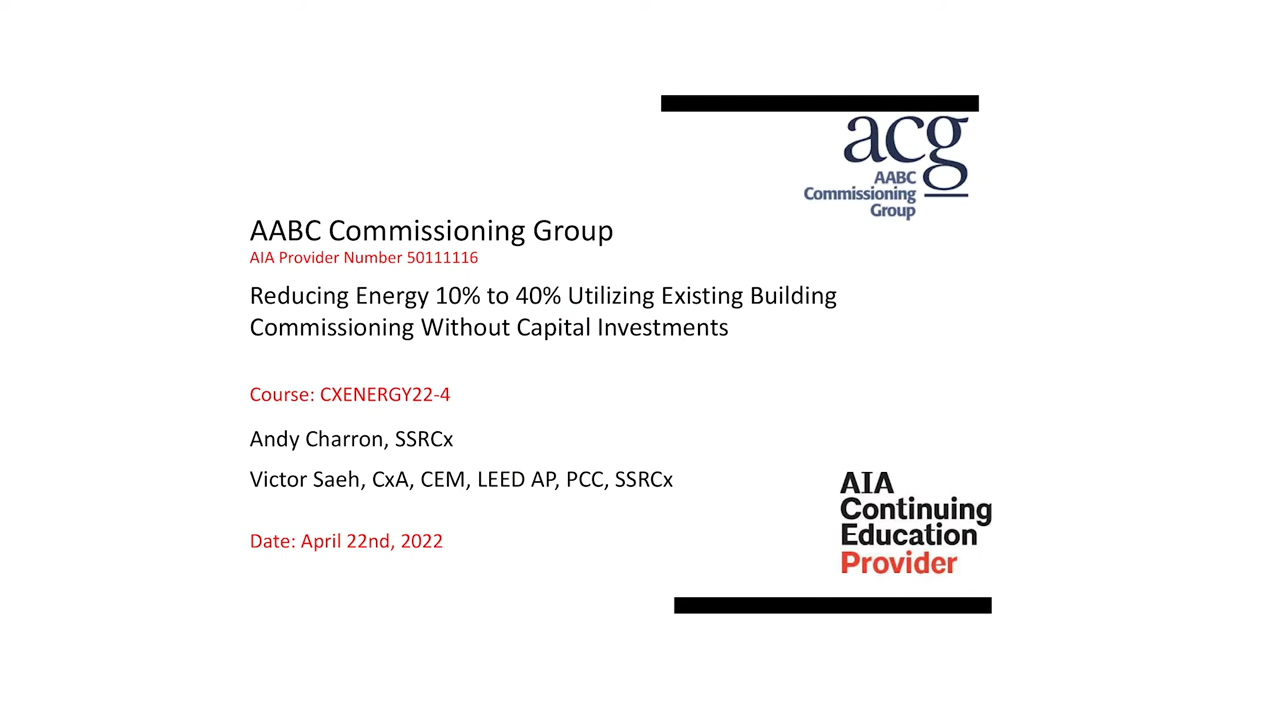 acg
AABC
Commissioning
Group
AABC Commissioning Group
AIA Provider Number 50111116
Reducing Energy 10% to 40% Utilizing Existing Building
Commissioning Without Capital Investments
Course: CXENERGY22-4
Andy Charron, SSRCx
Victor Saeh, CxA, CEM, LEED AP, PCC, SSRCx
Date: April 22nd, 2022
AIA
Continuing
Education
Provider